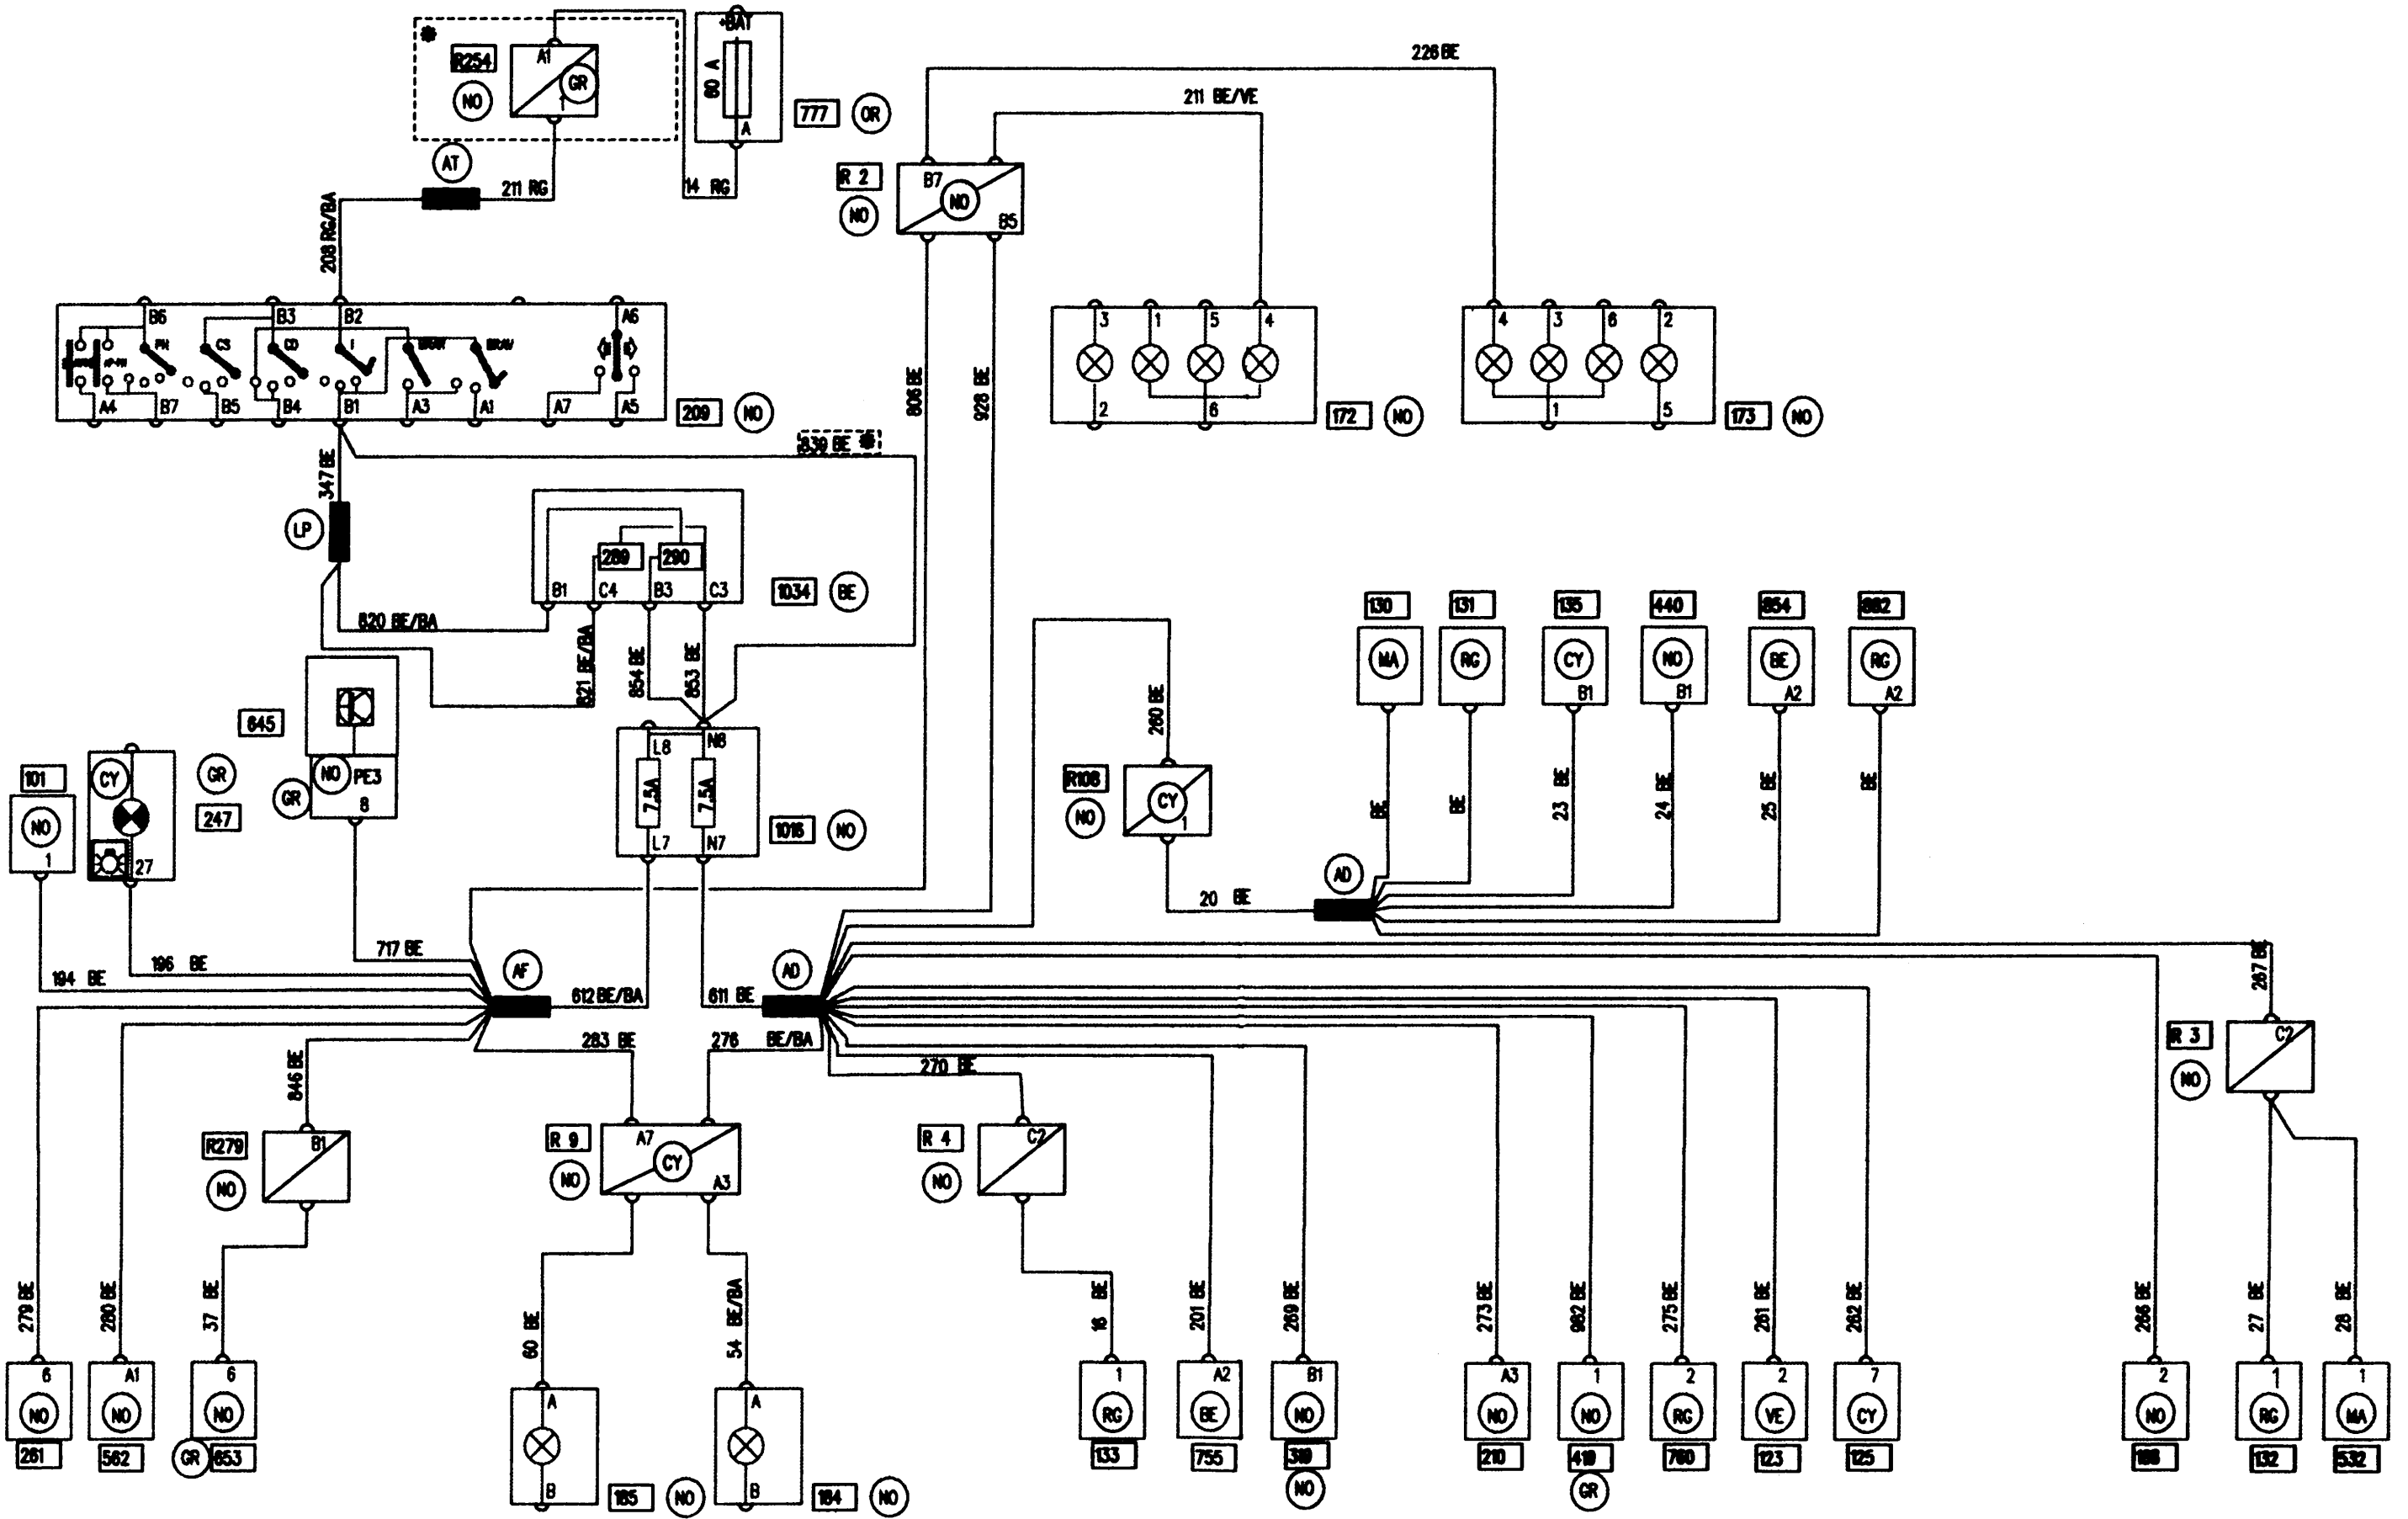 +BAT
A1
R254
GR
NO
60 A
A
777 OR
226 BE
211 BE/VE
AT
211 RG
14 RG
208 RG/BA
R 2
B7
NO
NO
B5
B6 B3 B2 A6
PH CS CD I
A4 B7 B5 B4 B1 A3 A1 A7 A5
209 NO
3 1 5 4
2 6
172 NO
4 3 6 2
1 5
173 NO
806 BE
928 BE
839 BE
347 BE
LP
289 290
B1 C4 B3 C3
1034 BE
820 BE/BA
821 BE/BA
854 BE
853 BE
130 131 135 440 854 882
MA RG CY NO BE RG
B1 B1 A2 A2
260 BE
645
101
NO
1
CY
27
GR
247
NO PE3
GR
8
L8 N8
7.5A 7.5A
L7 N7
1016 NO
R108
CY
NO
1
BE
BE
23 BE
24 BE
25 BE
BE
AD
20 BE
717 BE
196 BE
194 BE
AF
612 BE/BA
611 BE
AD
267 BE
283 BE
276 BE/BA
270 BE
R 3
C2
NO
846 BE
R279
B1
NO
R 9
A7
CY
NO
A3
R 4
C2
NO
279 BE
280 BE
37 BE
60 BE
54 BE/BA
16 BE
201 BE
269 BE
273 BE
982 BE
275 BE
261 BE
262 BE
266 BE
27 BE
28 BE
6 A1 6
NO NO NO
261 562 GR 653
A A
B B
185 NO
184 NO
1 A2 B1 A3 1 2 2 7 2 1 1
RG BE NO NO NO RG VE CY NO RG MA
133 755 319 210 419 760 123 125 132 532
NO GR